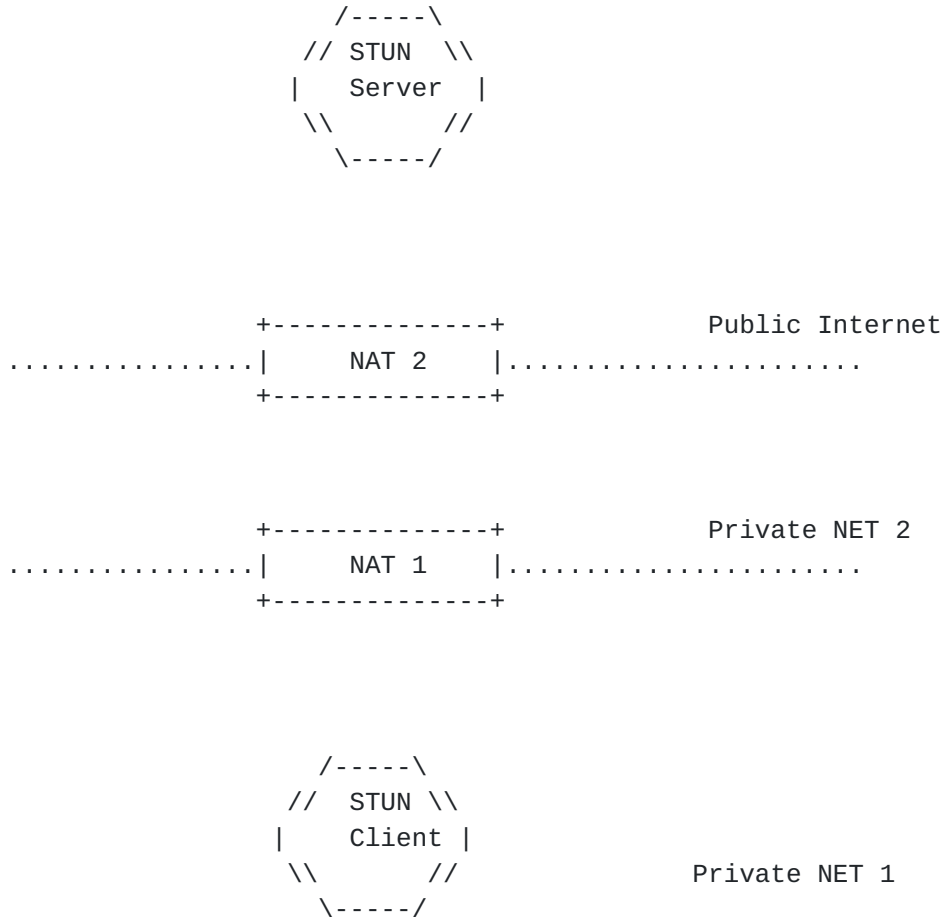 /-----\
// STUN \\
| Server |
\\ //
\-----/
+--------------+ Public Internet
................| NAT 2 |.......................
+--------------+
+--------------+ Private NET 2
................| NAT 1 |.......................
+--------------+
/-----\
// STUN \\
| Client |
\\ // Private NET 1
\-----/